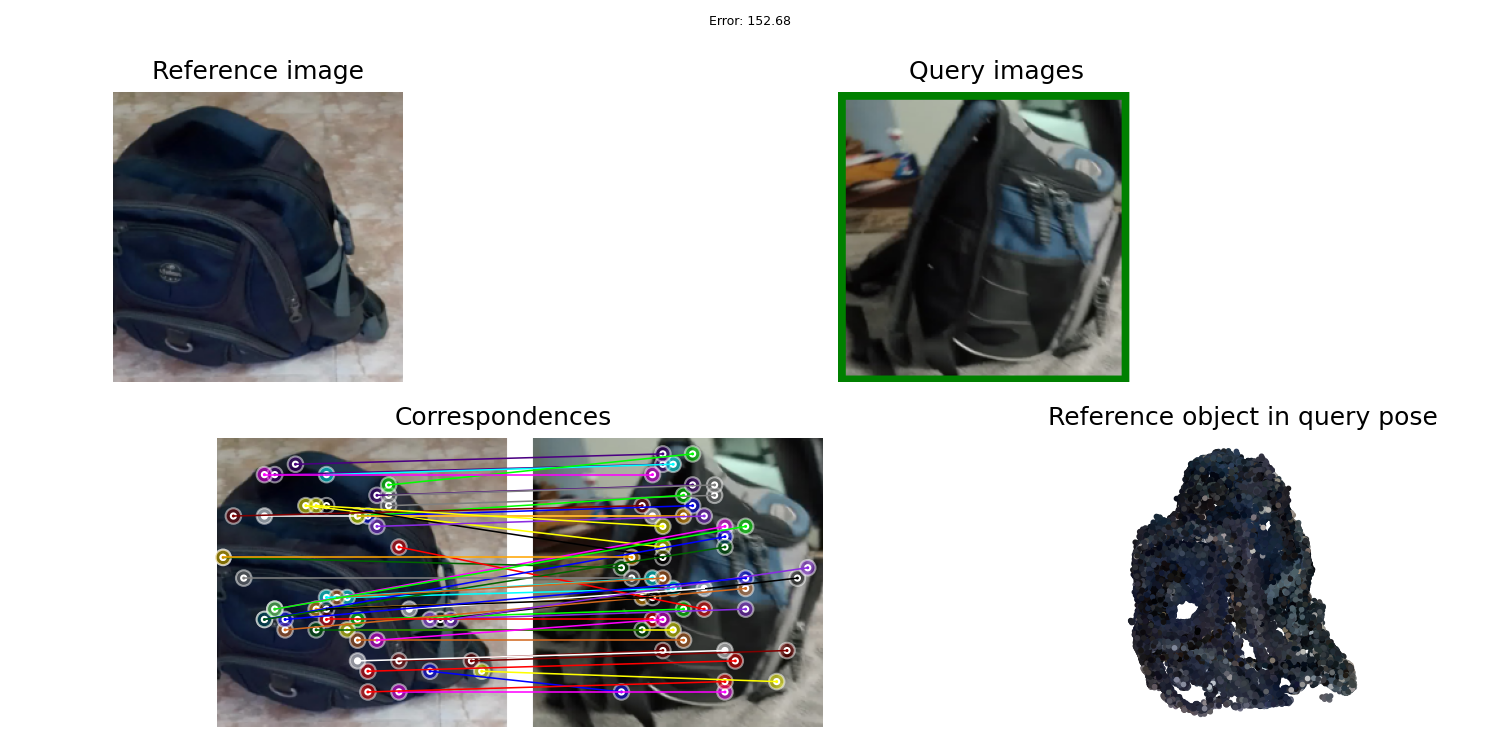 Error: 152.68
Reference image
Query images
Correspondences
Reference object in query pose